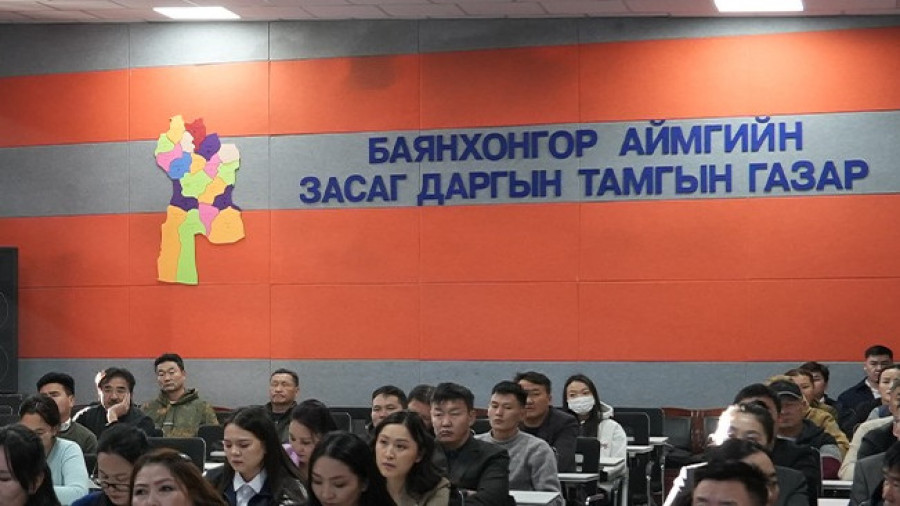 БАЯНХОНГОР АЙМГИЙН
ЗАСАГ ДАРГЫН ТАМГЫН ГАЗАР